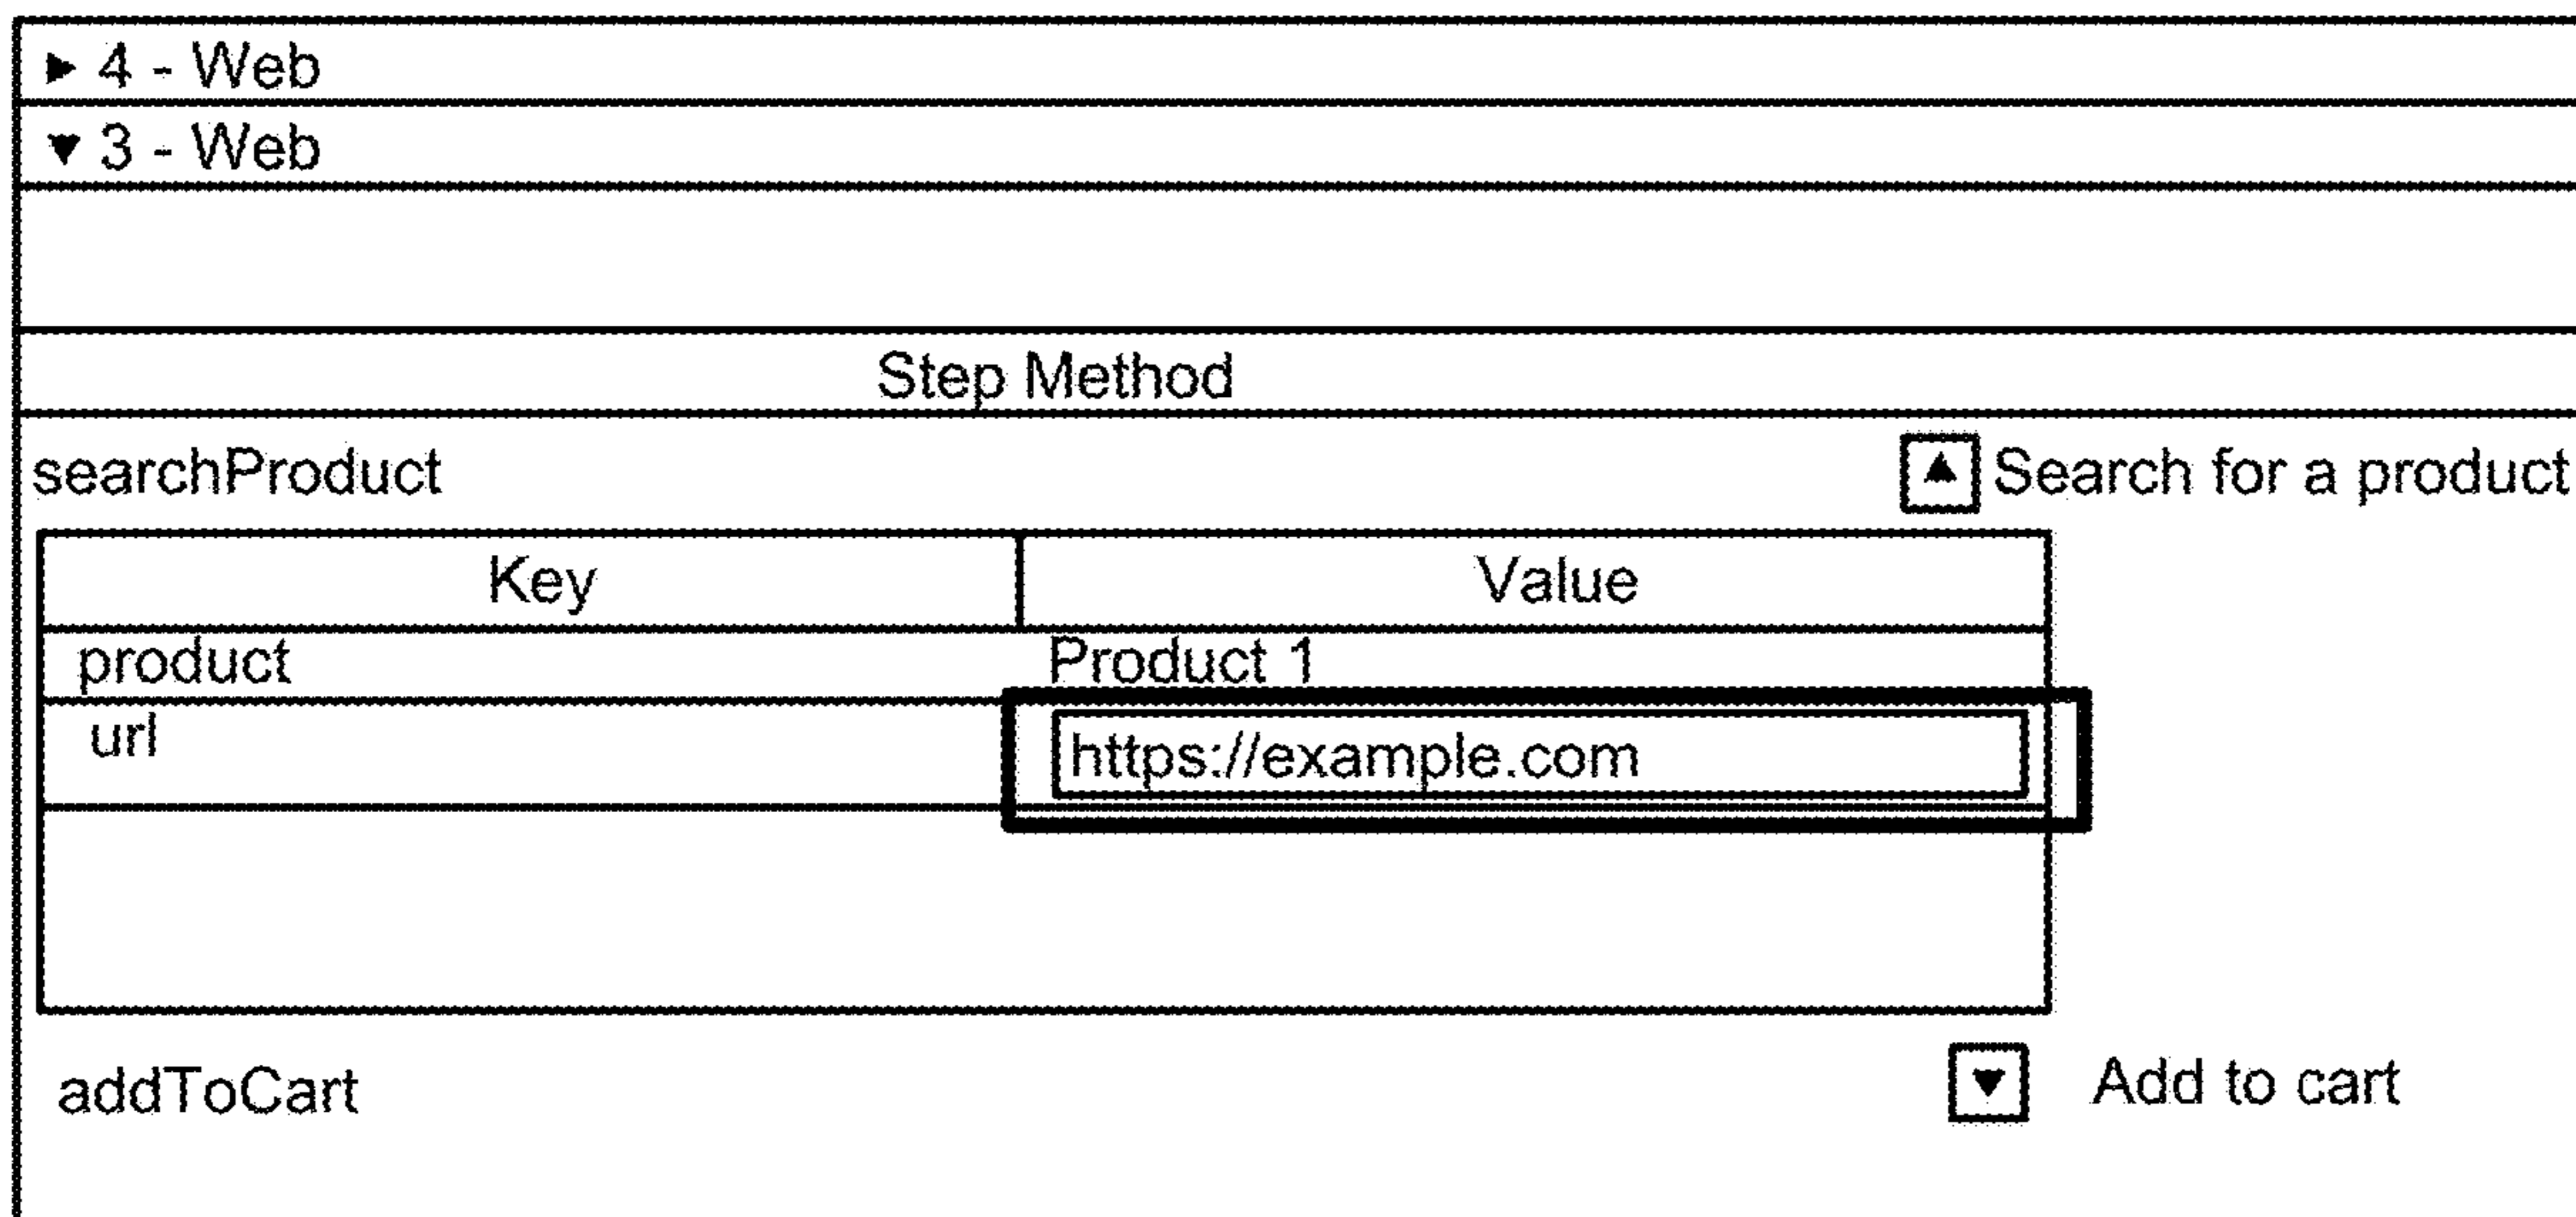 4 - Web
3 - Web
Step Method
searchProduct Search for a product
Key Value
product Product 1
url https://example.com
addToCart Add to cart